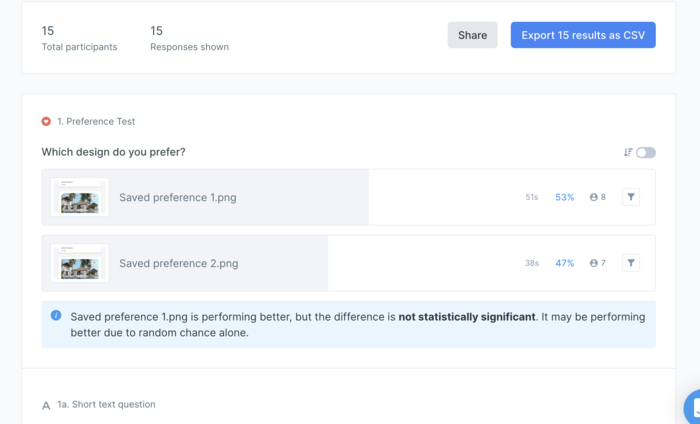 15
Total participants
15
Responses shown
Share
Export 15 results as CSV
1. Preference Test
Which design do you prefer?
Saved preference 1.png
51s
53%
8
Saved preference 2.png
38s
47%
7
Saved preference 1.png is performing better, but the difference is not statistically significant. It may be performing
better due to random chance alone.
1a. Short text question